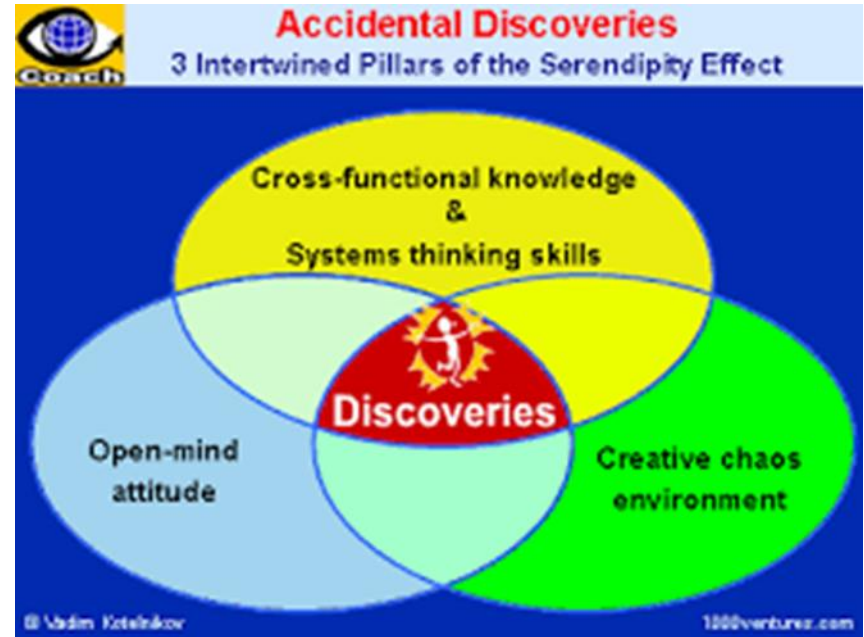 Accidental Discoveries
3 Intertwined Pillars of the Serendipity Effect
Coach
Cross-functional knowledge
&
Systems thinking skills
Discoveries
Open-mind
attitude
Creative chaos
environment
© Vadim Kotelnikov
1000ventures.com